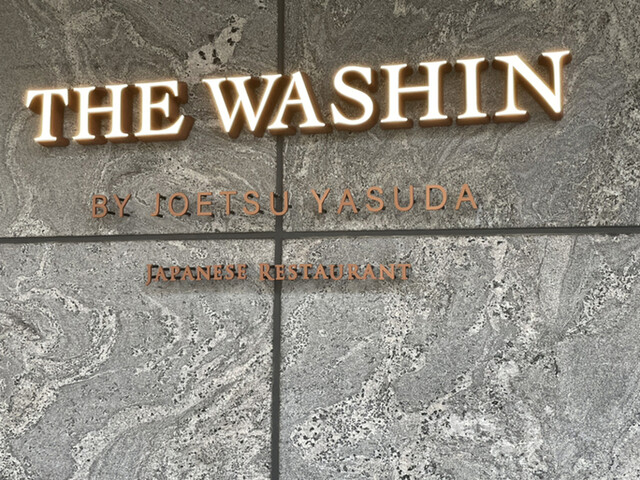 THE WASHIN
BY JOETSU YASUDA
JAPANESE RESTAURANT